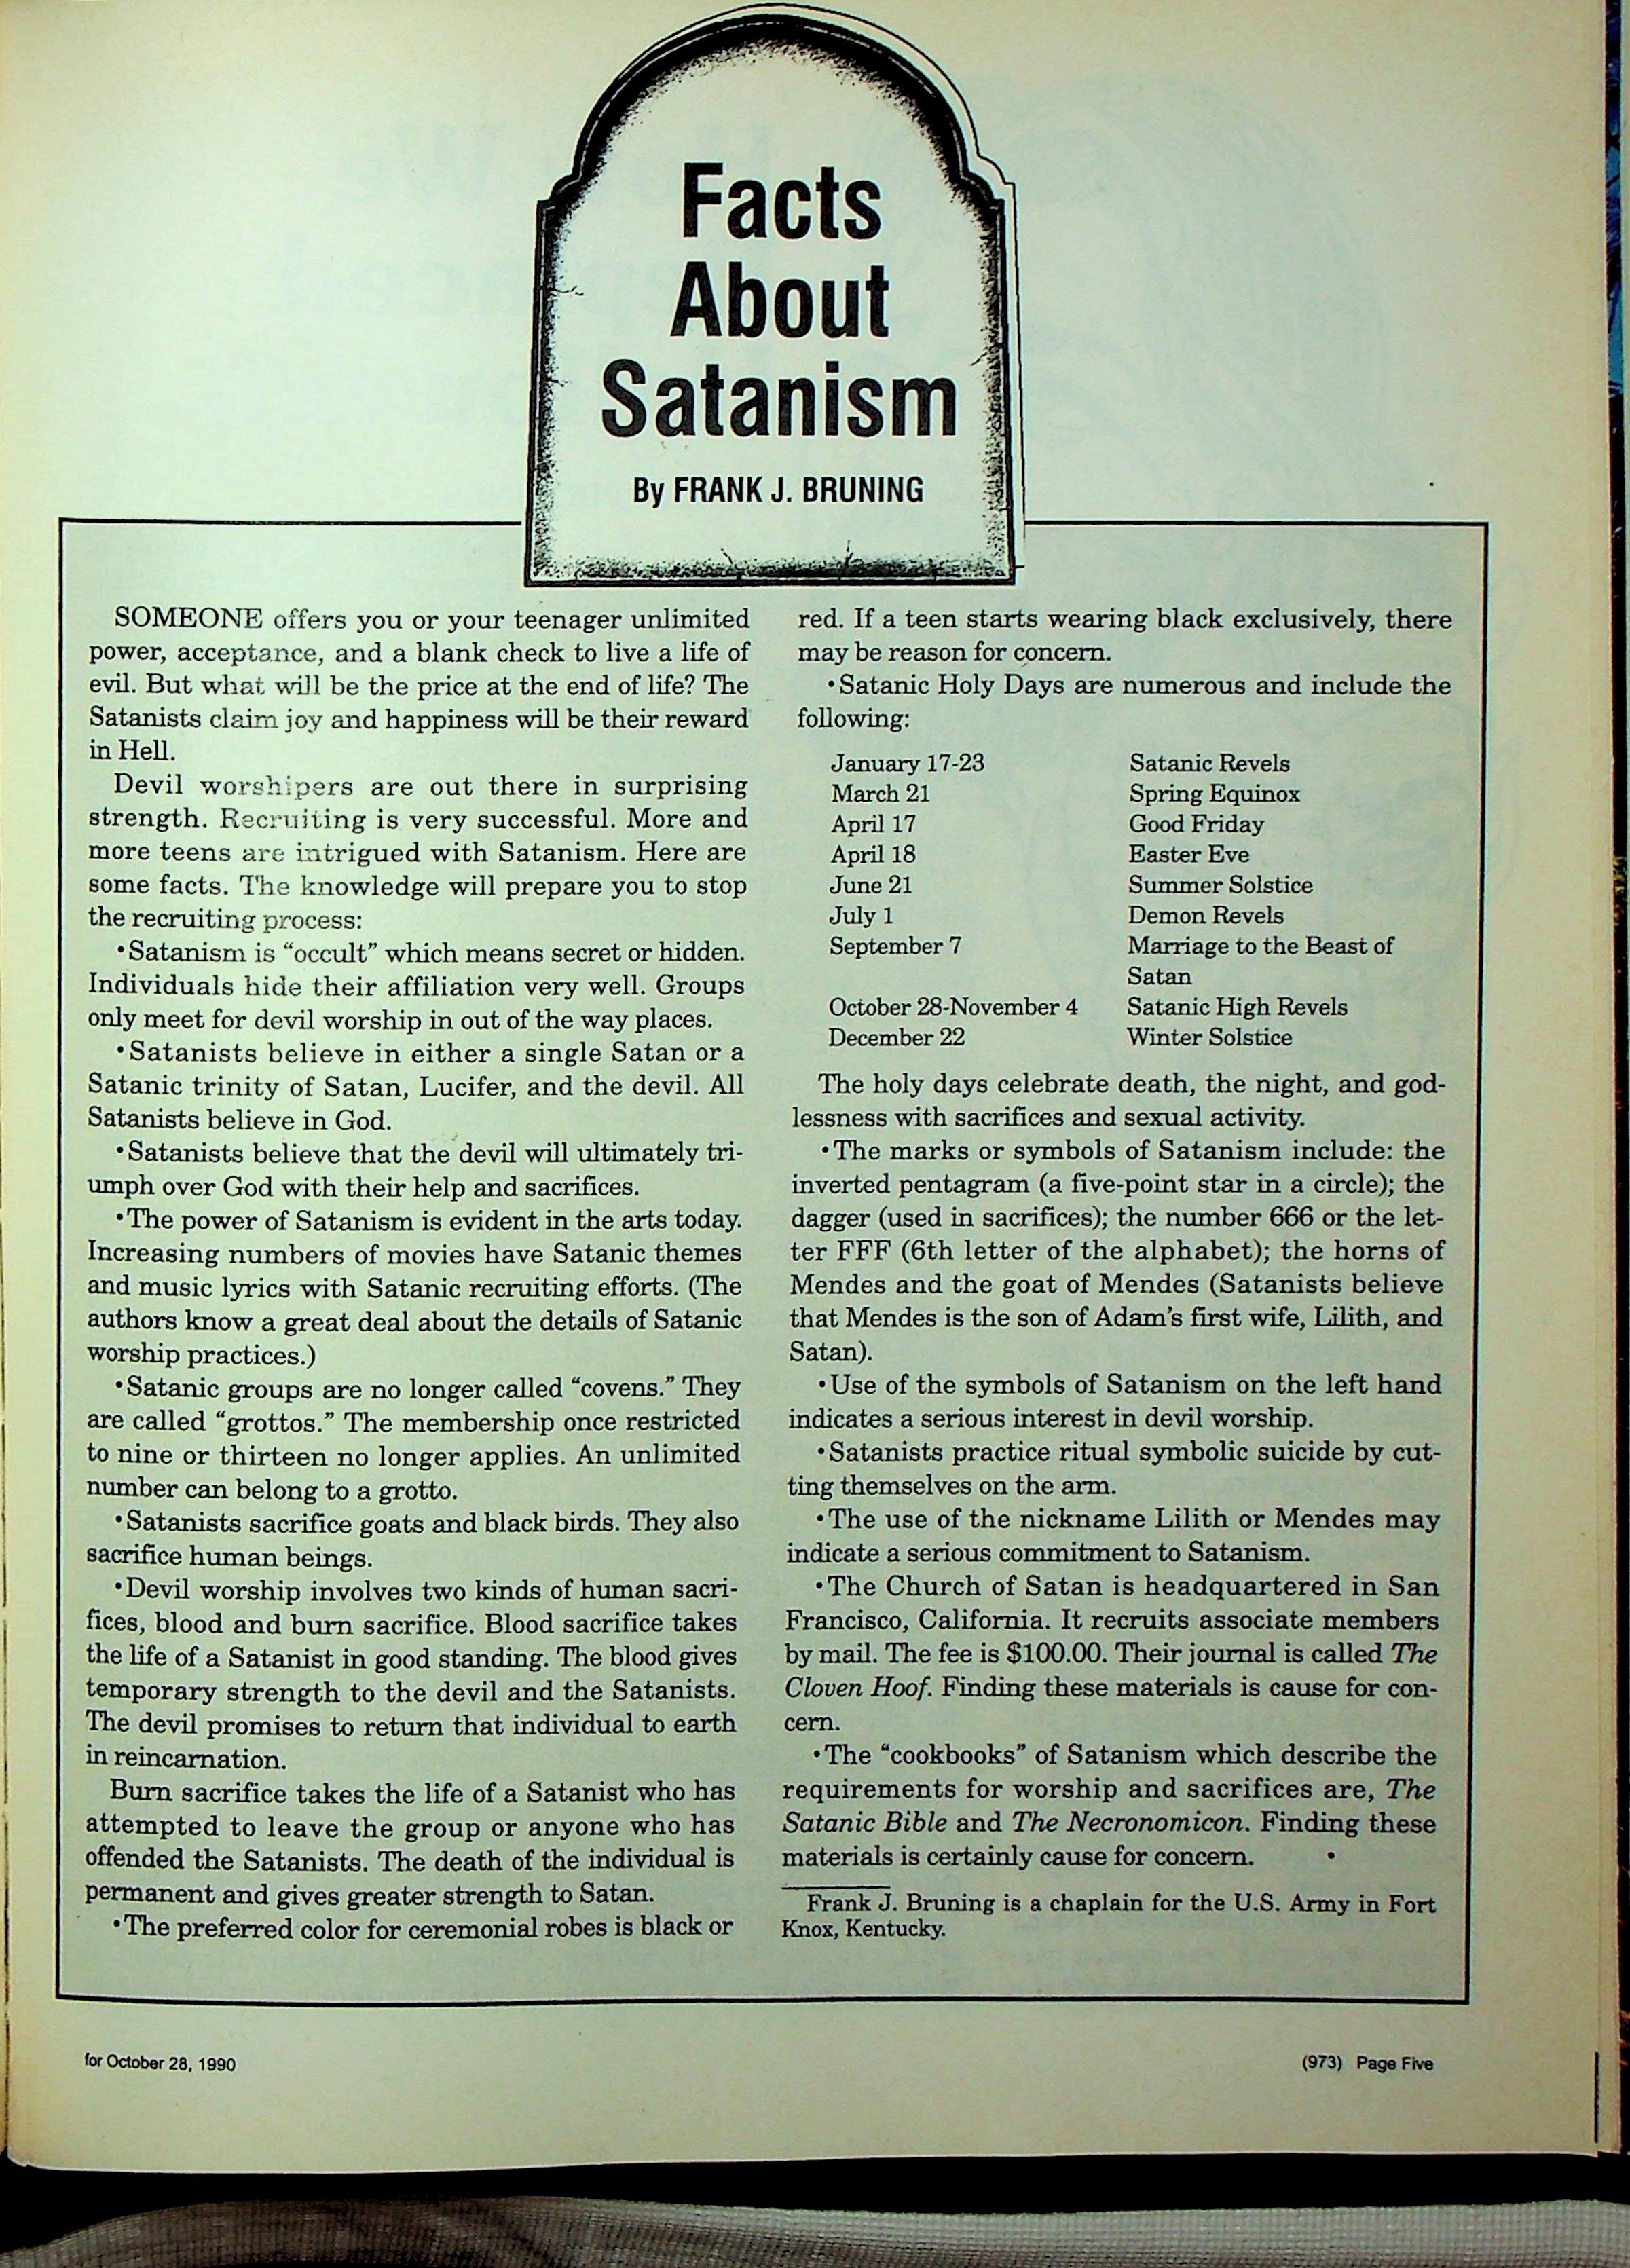 Facts
About
Satanism
By FRANK J. BRUNING
SOMEONE offers you or your teenager unlimited
power, acceptance, and a blank check to live a life of
evil. But what will be the price at the end of life? The
Satanists claim joy and happiness will be their reward
in Hell.
Devil worshipers are out there in surprising
strength. Recruiting is very successful. More and
more teens are intrigued with Satanism. Here are
some facts. The knowledge will prepare you to stop
the recruiting process:
•Satanism is “occult” which means secret or hidden.
Individuals hide their affiliation very well. Groups
only meet for devil worship in out of the way places.
•Satanists believe in either a single Satan or a
Satanic trinity of Satan, Lucifer, and the devil. All
Satanists believe in God.
•Satanists believe that the devil will ultimately tri-
umph over God with their help and sacrifices.
•The power of Satanism is evident in the arts today.
Increasing numbers of movies have Satanic themes
and music lyrics with Satanic recruiting efforts. (The
authors know a great deal about the details of Satanic
worship practices.)
•Satanic groups are no longer called “covens.” They
are called “grottos.” The membership once restricted
to nine or thirteen no longer applies. An unlimited
number can belong to a grotto.
•Satanists sacrifice goats and black birds. They also
sacrifice human beings.
•Devil worship involves two kinds of human sacri-
fices, blood and burn sacrifice. Blood sacrifice takes
the life of a Satanist in good standing. The blood gives
temporary strength to the devil and the Satanists.
The devil promises to return that individual to earth
in reincarnation.
Burn sacrifice takes the life of a Satanist who has
attempted to leave the group or anyone who has
offended the Satanists. The death of the individual is
permanent and gives greater strength to Satan.
•The preferred color for ceremonial robes is black or
red. If a teen starts wearing black exclusively, there
may be reason for concern.
•Satanic Holy Days are numerous and include the
following:
January 17-23 Satanic Revels
March 21 Spring Equinox
April 17 Good Friday
April 18 Easter Eve
June 21 Summer Solstice
July 1 Demon Revels
September 7 Marriage to the Beast of
Satan
October 28-November 4 Satanic High Revels
December 22 Winter Solstice
The holy days celebrate death, the night, and god-
lessness with sacrifices and sexual activity.
•The marks or symbols of Satanism include: the
inverted pentagram (a five-point star in a circle); the
dagger (used in sacrifices); the number 666 or the let-
ter FFF (6th letter of the alphabet); the horns of
Mendes and the goat of Mendes (Satanists believe
that Mendes is the son of Adam’s first wife, Lilith, and
Satan).
•Use of the symbols of Satanism on the left hand
indicates a serious interest in devil worship.
•Satanists practice ritual symbolic suicide by cut-
ting themselves on the arm.
•The use of the nickname Lilith or Mendes may
indicate a serious commitment to Satanism.
•The Church of Satan is headquartered in San
Francisco, California. It recruits associate members
by mail. The fee is $100.00. Their journal is called The
Cloven Hoof. Finding these materials is cause for con-
cern.
•The “cookbooks” of Satanism which describe the
requirements for worship and sacrifices are, The
Satanic Bible and The Necronomicon. Finding these
materials is certainly cause for concern. •
Frank J. Bruning is a chaplain for the U.S. Army in Fort
Knox, Kentucky.
for October 28, 1990
(973) Page Five